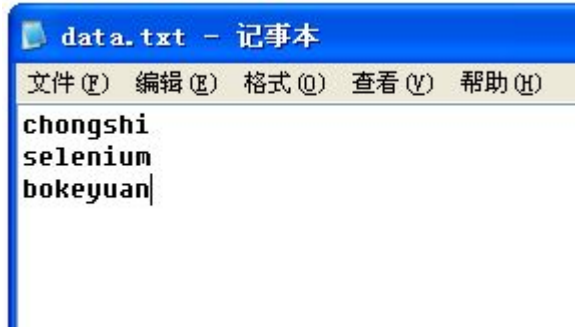 data.txt - 记事本
文件(F) 编辑(E) 格式(O) 查看(V) 帮助(H)
chongshi
selenium
bokeyuan